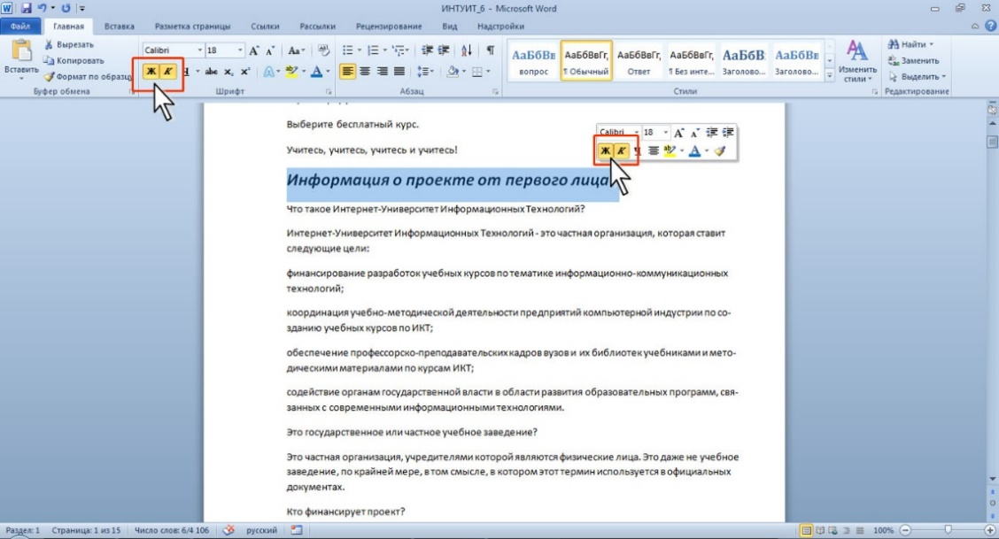 ИНТУИТ_6 - Microsoft Word
Файл Главная Вставка Разметка страницы Ссылки Рассылки Рецензирование Вид Надстройки
Вставить
Вырезать
Копировать
Формат по образцу
Буфер обмена
Calibri 18
Ж К
abc x₂ x²
Aa
Шрифт
Абзац
АаБбВв АаБбВвГг, АаБбВвГг, АаБбВвГг, АаБбВ АаБбВв
вопрос ¶ Обычный Ответ ¶ Без инте... Заголово... Заголово...
Изменить стили
Стили
Найти
Заменить
Выделить
Редактирование
Выберите бесплатный курс.
Учитесь, учитесь, учитесь и учитесь!
Calibri 18
Ж К
Информация о проекте от первого лица
Что такое Интернет-Университет Информационных Технологий?
Интернет-Университет Информационных Технологий - это частная организация, которая ставит
следующие цели:
финансирование разработок учебных курсов по тематике информационно-коммуникационных
технологий;
координация учебно-методической деятельности предприятий компьютерной индустрии по со-
зданию учебных курсов по ИКТ;
обеспечение профессорско-преподавательских кадров вузов и их библиотек учебниками и мето-
дическими материалами по курсам ИКТ;
содействие органам государственной власти в области развития образовательных программ, свя-
занных с современными информационными технологиями.
Это государственное или частное учебное заведение?
Это частная организация, учредителями которой являются физические лица. Это даже не учебное
заведение, по крайней мере, в том смысле, в котором этот термин используется в официальных
документах.
Кто финансирует проект?
Раздел: 1 Страница: 1 из 15 Число слов: 6/4 106 русский 100%